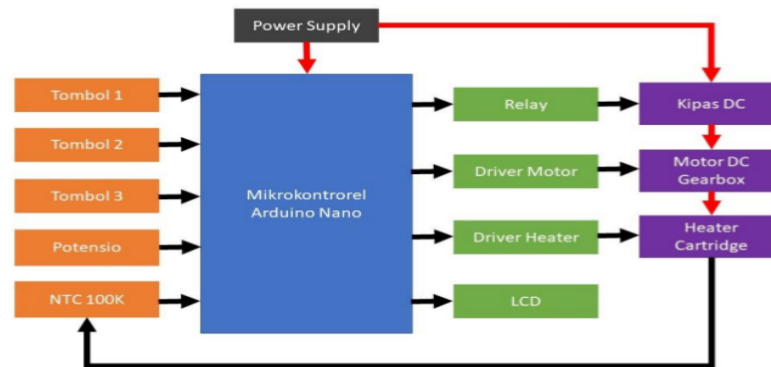 Power Supply
Tombol 1
Tombol 2
Tombol 3
Potensio
NTC 100K
Mikrokontrorel
Arduino Nano
Relay
Driver Motor
Driver Heater
LCD
Kipas DC
Motor DC
Gearbox
Heater
Cartridge